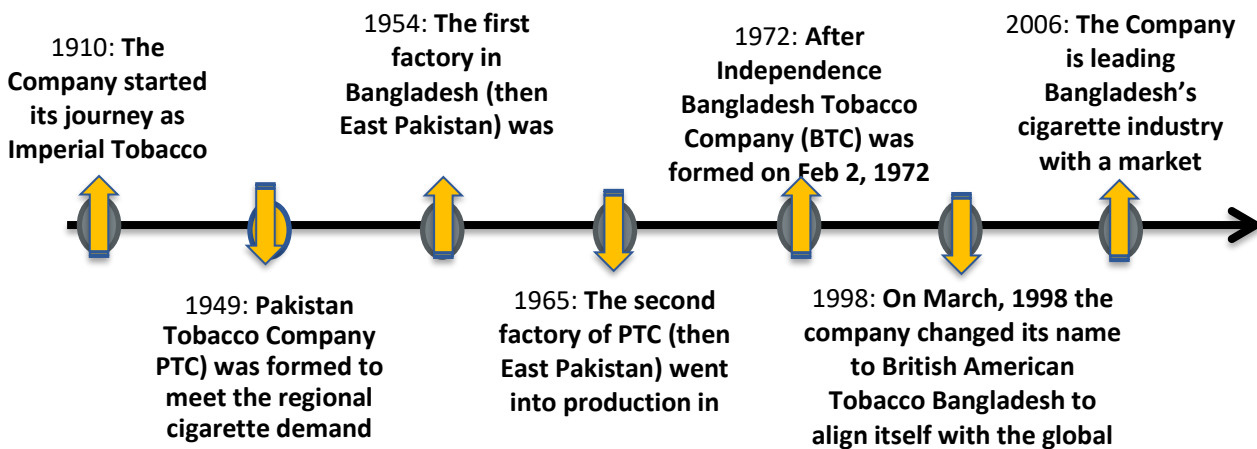 1910: The
Company started
its journey as
Imperial Tobacco
1949: Pakistan
Tobacco Company
PTC) was formed to
meet the regional
cigarette demand
1954: The first
factory in
Bangladesh (then
East Pakistan) was
1965: The second
factory of PTC (then
East Pakistan) went
into production in
1972: After
Independence
Bangladesh Tobacco
Company (BTC) was
formed on Feb 2, 1972
1998: On March, 1998 the
company changed its name
to British American
Tobacco Bangladesh to
align itself with the global
2006: The Company
is leading
Bangladesh’s
cigarette industry
with a market